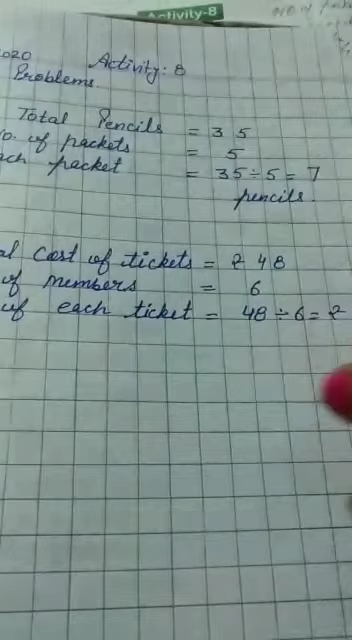 Activity-8
2020
Activity: 8
Problems.
Total Pencils = 35
No. of packets = 5
each packet = 35÷5=7
pencils.
al cost of tickets = ₹ 48
of members = 6
of each ticket = 48÷6=₹